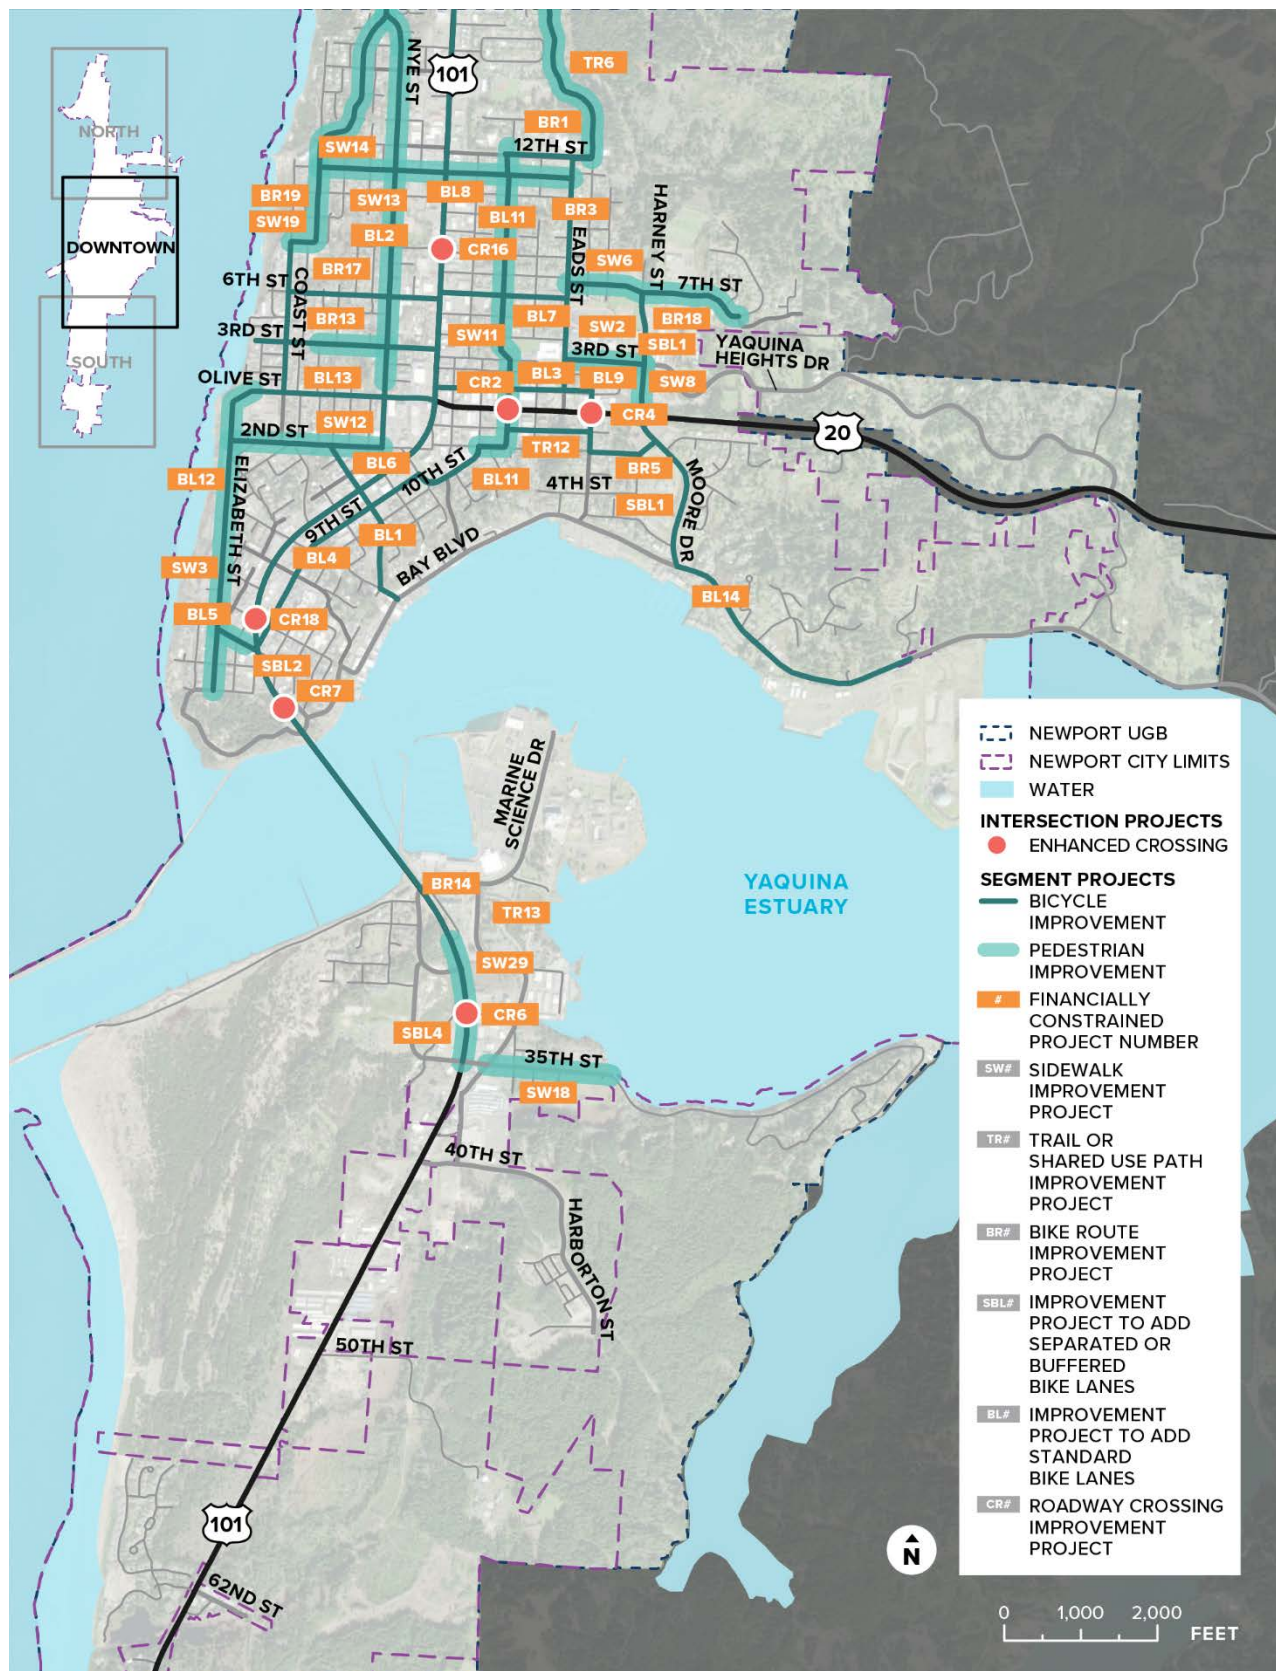 NYE ST
101
TR6
NORTH
BR1
12TH ST
SW14
BR19
SW13
BL8
HARNEY ST
SW19
BL11
BR3
DOWNTOWN
BL2
CR16
EADS ST
SW6
6TH ST
BR17
COAST ST
7TH ST
BR13
BL7
SW2
BR18
3RD ST
SW11
3RD ST
SBL1
YAQUINA
HEIGHTS DR
SOUTH
OLIVE ST
BL13
CR2
BL3
BL9
SW8
SW12
CR4
2ND ST
20
TR12
BL6
10TH ST
BR5
BL12
ELIZABETH ST
BL11
4TH ST
MOORE DR
SBL1
9TH ST
BL1
BL4
BAY BLVD
SW3
BL14
BL5
CR18
SBL2
CR7
MARINE
SCIENCE DR
BR14
TR13
YAQUINA
ESTUARY
SW29
CR6
SBL4
35TH ST
SW18
40TH ST
HARBORTON ST
50TH ST
101
62ND ST
NEWPORT UGB
NEWPORT CITY LIMITS
WATER
INTERSECTION PROJECTS
ENHANCED CROSSING
SEGMENT PROJECTS
BICYCLE
IMPROVEMENT
PEDESTRIAN
IMPROVEMENT
# FINANCIALLY
CONSTRAINED
PROJECT NUMBER
SW# SIDEWALK
IMPROVEMENT
PROJECT
TR# TRAIL OR
SHARED USE PATH
IMPROVEMENT
PROJECT
BR# BIKE ROUTE
IMPROVEMENT
PROJECT
SBL# IMPROVEMENT
PROJECT TO ADD
SEPARATED OR
BUFFERED
BIKE LANES
BL# IMPROVEMENT
PROJECT TO ADD
STANDARD
BIKE LANES
CR# ROADWAY CROSSING
IMPROVEMENT
PROJECT
N
0 1,000 2,000
FEET